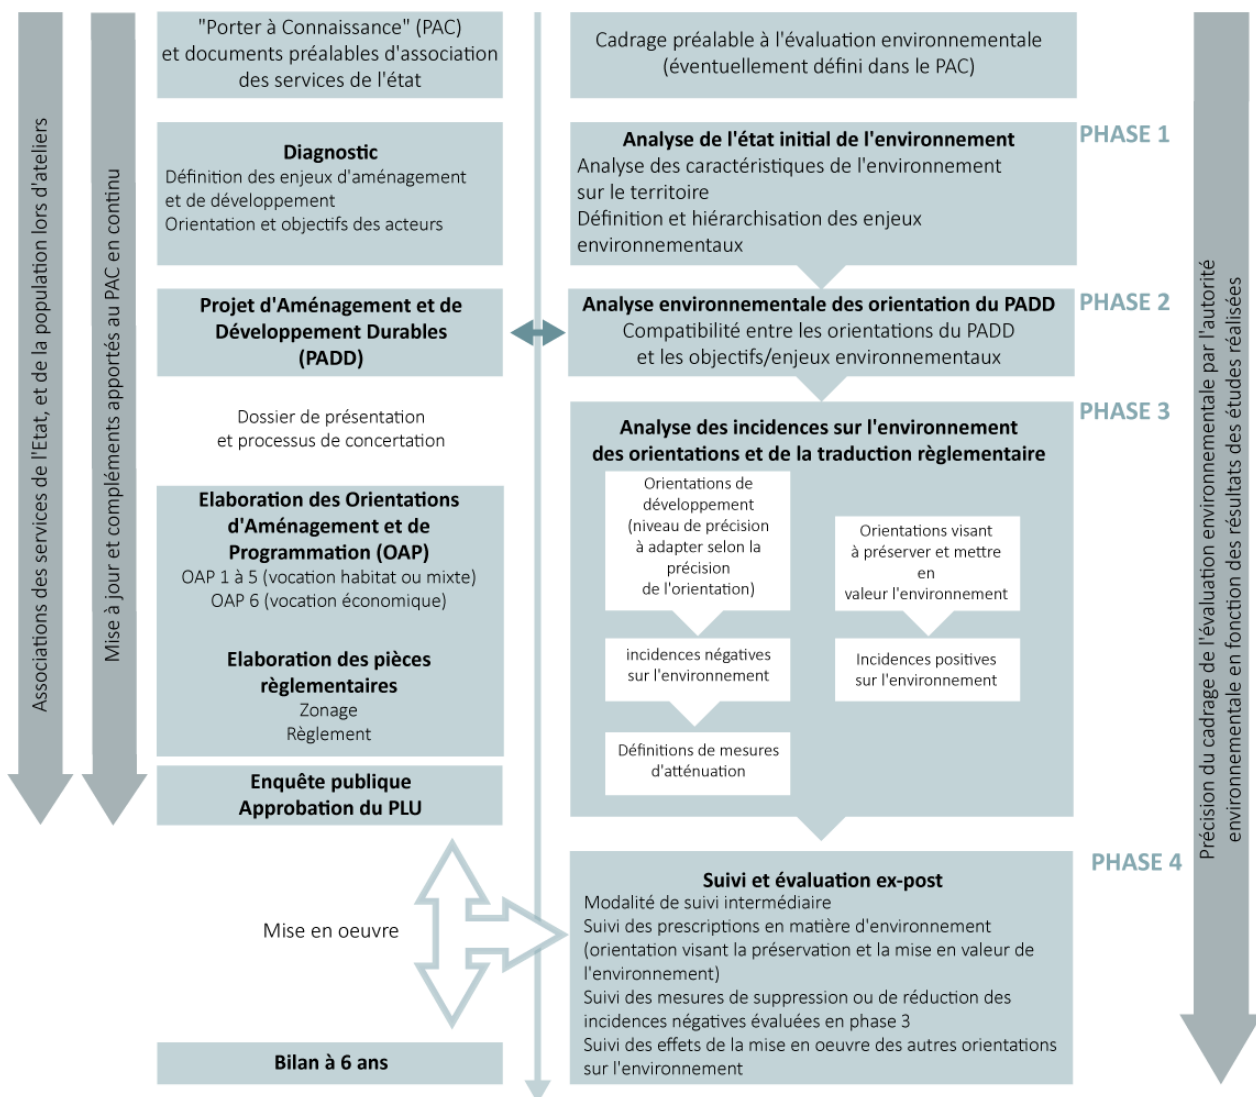 Associations des services de l'Etat, et de la population lors d'ateliers
Mise à jour et compléments apportés au PAC en continu
"Porter à Connaissance" (PAC)
et documents préalables d'association
des services de l'état
Diagnostic
Définition des enjeux d'aménagement
et de développement
Orientation et objectifs des acteurs
Projet d'Aménagement et de
Développement Durables
(PADD)
Dossier de présentation
et processus de concertation
Elaboration des Orientations
d'Aménagement et de
Programmation (OAP)
OAP 1 à 5 (vocation habitat ou mixte)
OAP 6 (vocation économique)
Elaboration des pièces
règlementaires
Zonage
Règlement
Enquête publique
Approbation du PLU
Mise en oeuvre
Bilan à 6 ans
Cadrage préalable à l'évaluation environnementale
(éventuellement défini dans le PAC)
PHASE 1
Analyse de l'état initial de l'environnement
Analyse des caractéristiques de l'environnement
sur le territoire
Définition et hiérarchisation des enjeux
environnementaux
PHASE 2
Analyse environnementale des orientation du PADD
Compatibilité entre les orientations du PADD
et les objectifs/enjeux environnementaux
PHASE 3
Analyse des incidences sur l'environnement
des orientations et de la traduction règlementaire
Orientations de
développement
(niveau de précision
à adapter selon la
précision
de l'orientation)
incidences négatives
sur l'environnement
Définitions de mesures
d'atténuation
Orientations visant
à préserver et mettre
en
valeur l'environnement
Incidences positives
sur l'environnement
PHASE 4
Suivi et évaluation ex-post
Modalité de suivi intermédiaire
Suivi des prescriptions en matière d'environnement
(orientation visant la préservation et la mise en valeur de
l'environnement)
Suivi des mesures de suppression ou de réduction des
incidences négatives évaluées en phase 3
Suivi des effets de la mise en oeuvre des autres orientations
sur l'environnement
Précision du cadrage de l'évaluation environnementale par l'autorité
environnementale en fonction des résultats des études réalisées